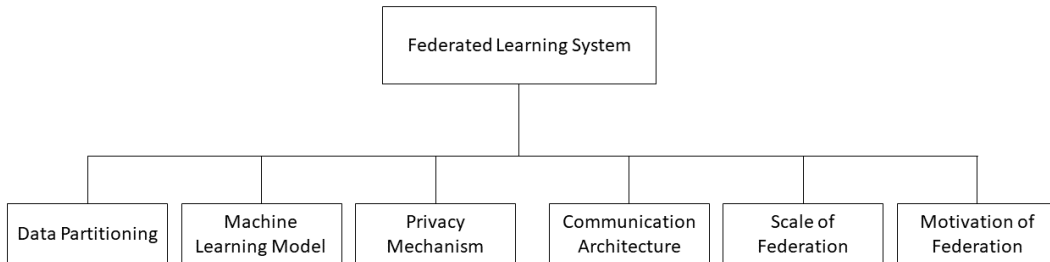 Federated Learning System
Data Partitioning
Machine
Learning Model
Privacy
Mechanism
Communication
Architecture
Scale of
Federation
Motivation of
Federation